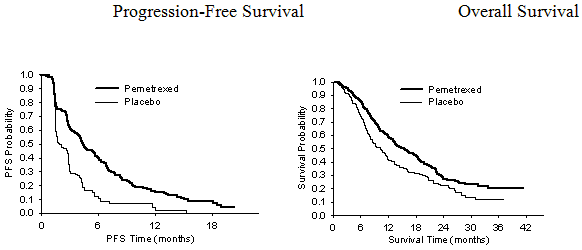 Progression-Free Survival
Overall Survival
PFS Probability
1.0
0.9
0.8
0.7
0.6
0.5
0.4
0.3
0.2
0.1
0.0
Pemetrexed
Placebo
0 6 12 18
PFS Time (months)
Survival Probability
1.0
0.9
0.8
0.7
0.6
0.5
0.4
0.3
0.2
0.1
0.0
Pemetrexed
Placebo
0 6 12 18 24 30 36 42
Survival Time (months)